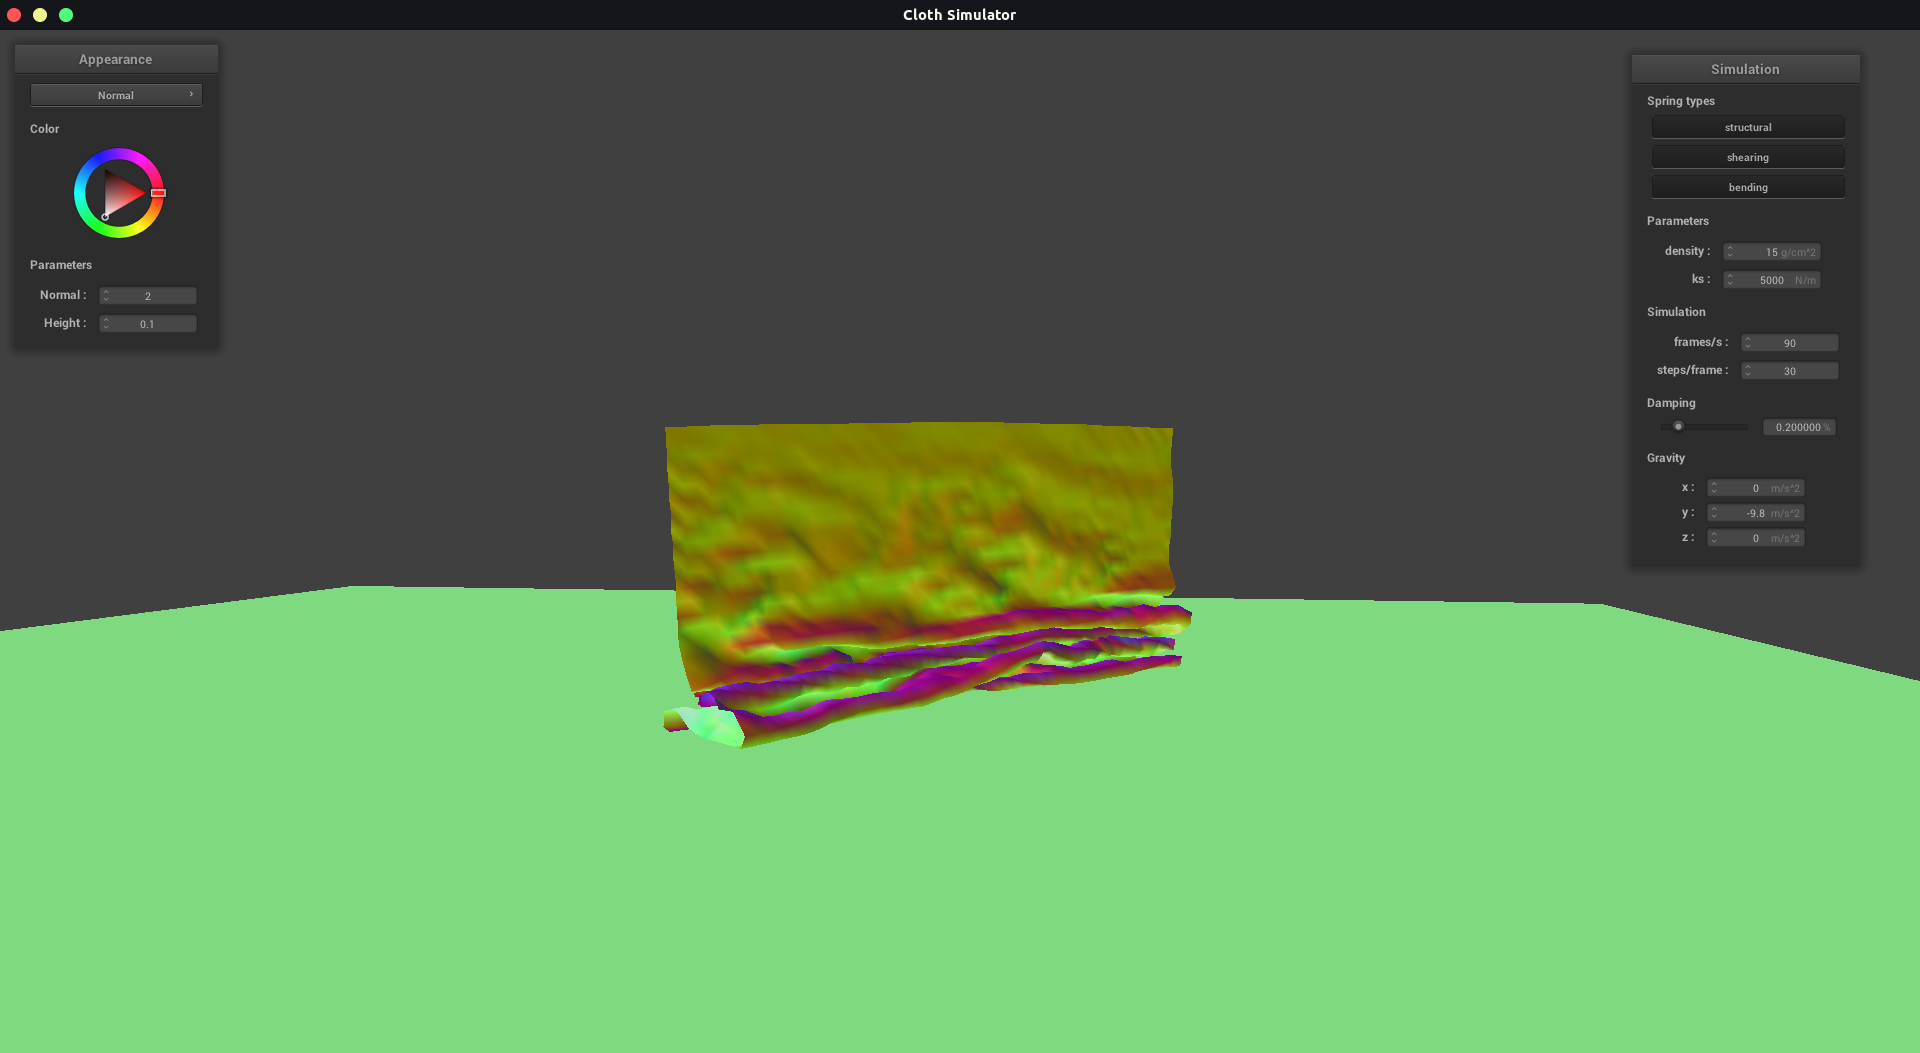 Cloth Simulator
Appearance
Normal
Color
Parameters
Normal : 2
Height : 0.1
Simulation
Spring types
structural
shearing
bending
Parameters
density : 15 g/cm^2
ks : 5000 N/m
Simulation
frames/s : 90
steps/frame : 30
Damping
0.200000 %
Gravity
x : 0 m/s^2
y : -9.8 m/s^2
z : 0 m/s^2